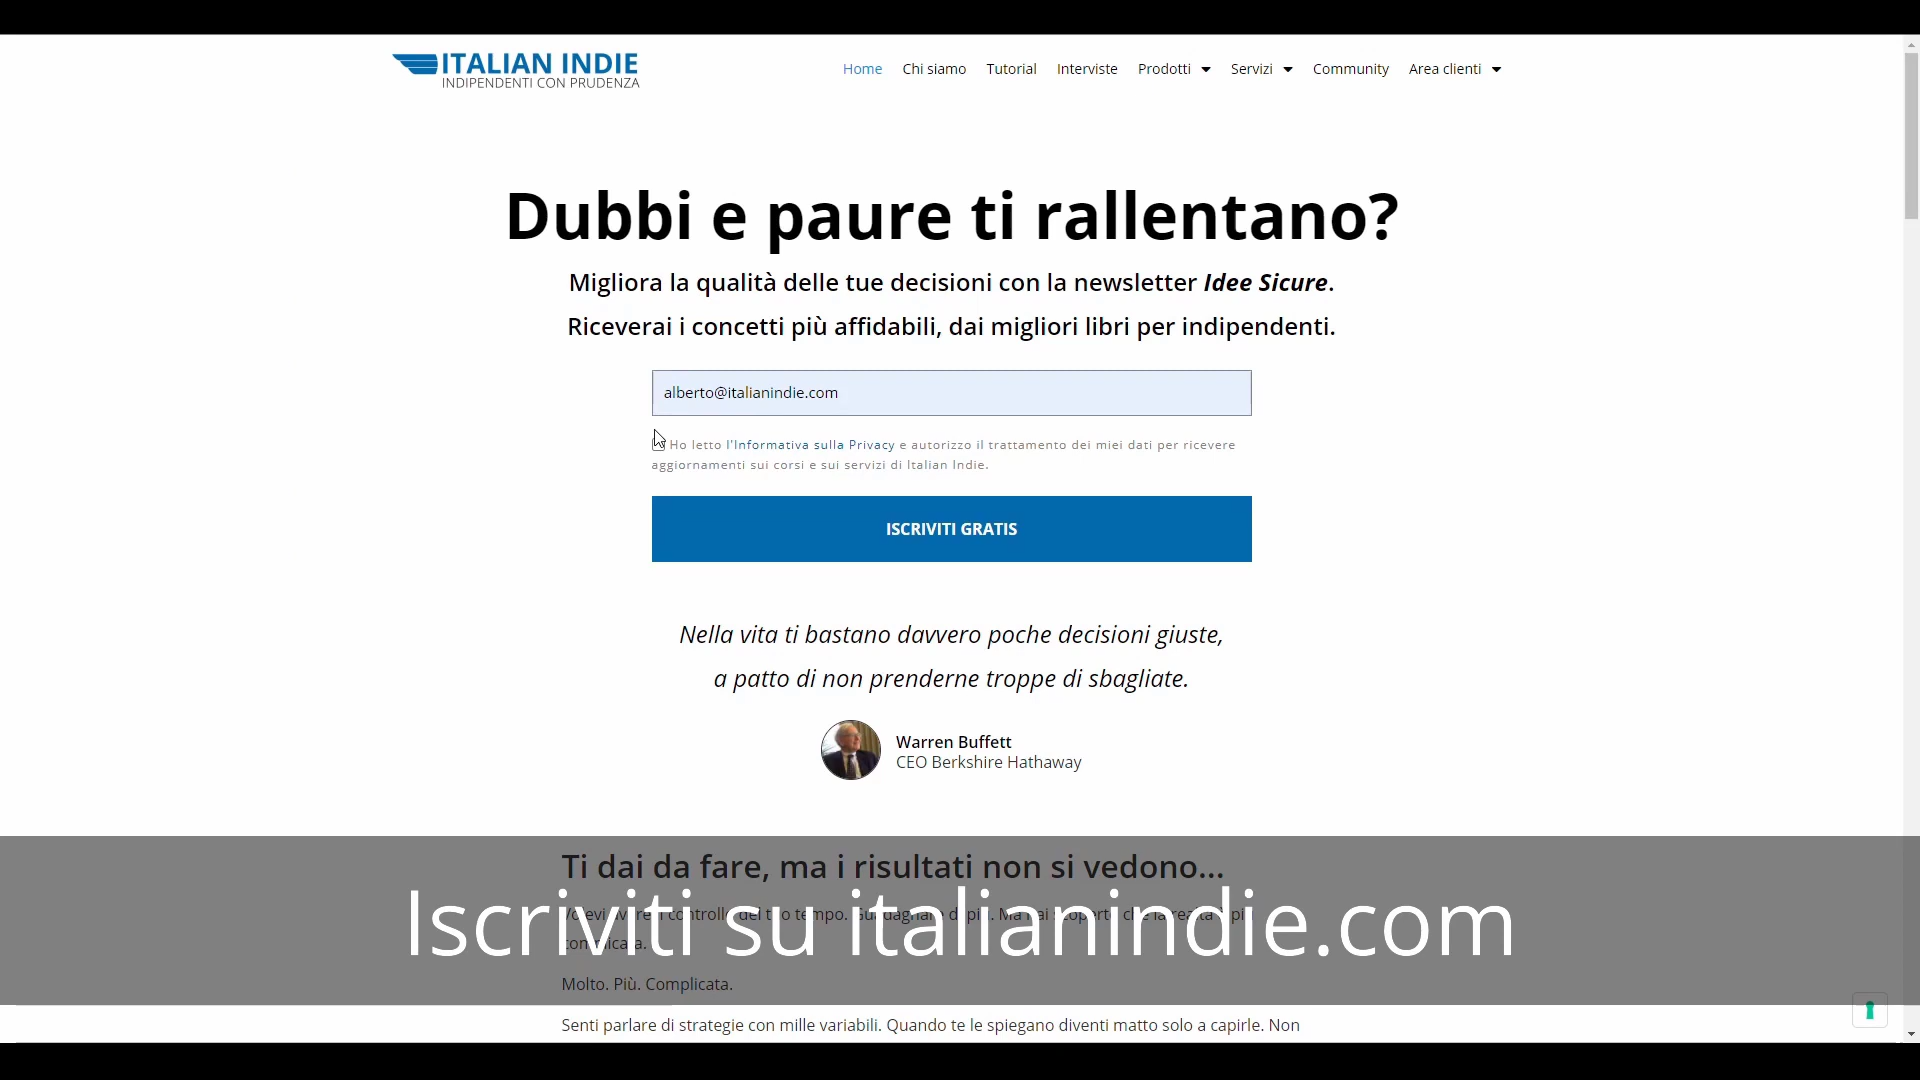 ITALIAN INDIE
INDIPENDENTI CON PRUDENZA
Home Chi siamo Tutorial Interviste Prodotti Servizi Community Area clienti
Dubbi e paure ti rallentano?
Migliora la qualità delle tue decisioni con la newsletter Idee Sicure.
Riceverai i concetti più affidabili, dai migliori libri per indipendenti.
alberto@italianindie.com
Ho letto l'Informativa sulla Privacy e autorizzo il trattamento dei miei dati per ricevere
aggiornamenti sui corsi e sui servizi di Italian Indie.
ISCRIVITI GRATIS
Nella vita ti bastano davvero poche decisioni giuste,
a patto di non prenderne troppe di sbagliate.
Warren Buffett
CEO Berkshire Hathaway
Ti dai da fare, ma i risultati non si vedono...
Iscriviti su italianindie.com
Molto. Più. Complicata.
Senti parlare di strategie con mille variabili. Quando te le spiegano diventi matto solo a capirle. Non